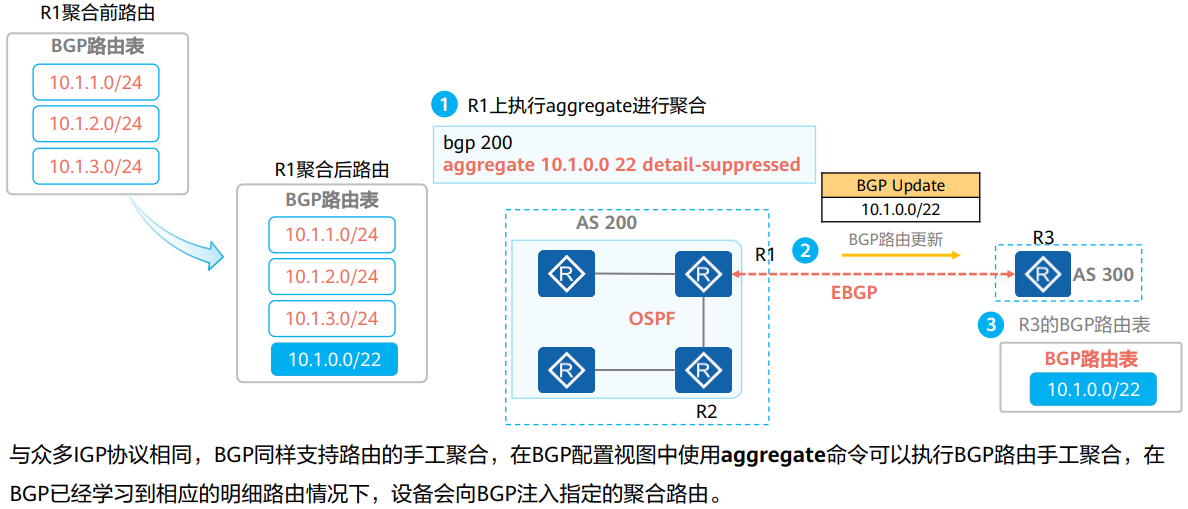 R1聚合前路由
BGP路由表
10.1.1.0/24
10.1.2.0/24
10.1.3.0/24
R1聚合后路由
BGP路由表
10.1.1.0/24
10.1.2.0/24
10.1.3.0/24
10.1.0.0/22
1 R1上执行aggregate进行聚合
bgp 200
aggregate 10.1.0.0 22 detail-suppressed
BGP Update
10.1.0.0/22
AS 200
R
R
R1
OSPF
R
R
R2
2 BGP路由更新
EBGP
R3
R
AS 300
3 R3的BGP路由表
BGP路由表
10.1.0.0/22
与众多IGP协议相同，BGP同样支持路由的手工聚合，在BGP配置视图中使用aggregate命令可以执行BGP路由手工聚合，在
BGP已经学习到相应的明细路由情况下，设备会向BGP注入指定的聚合路由。